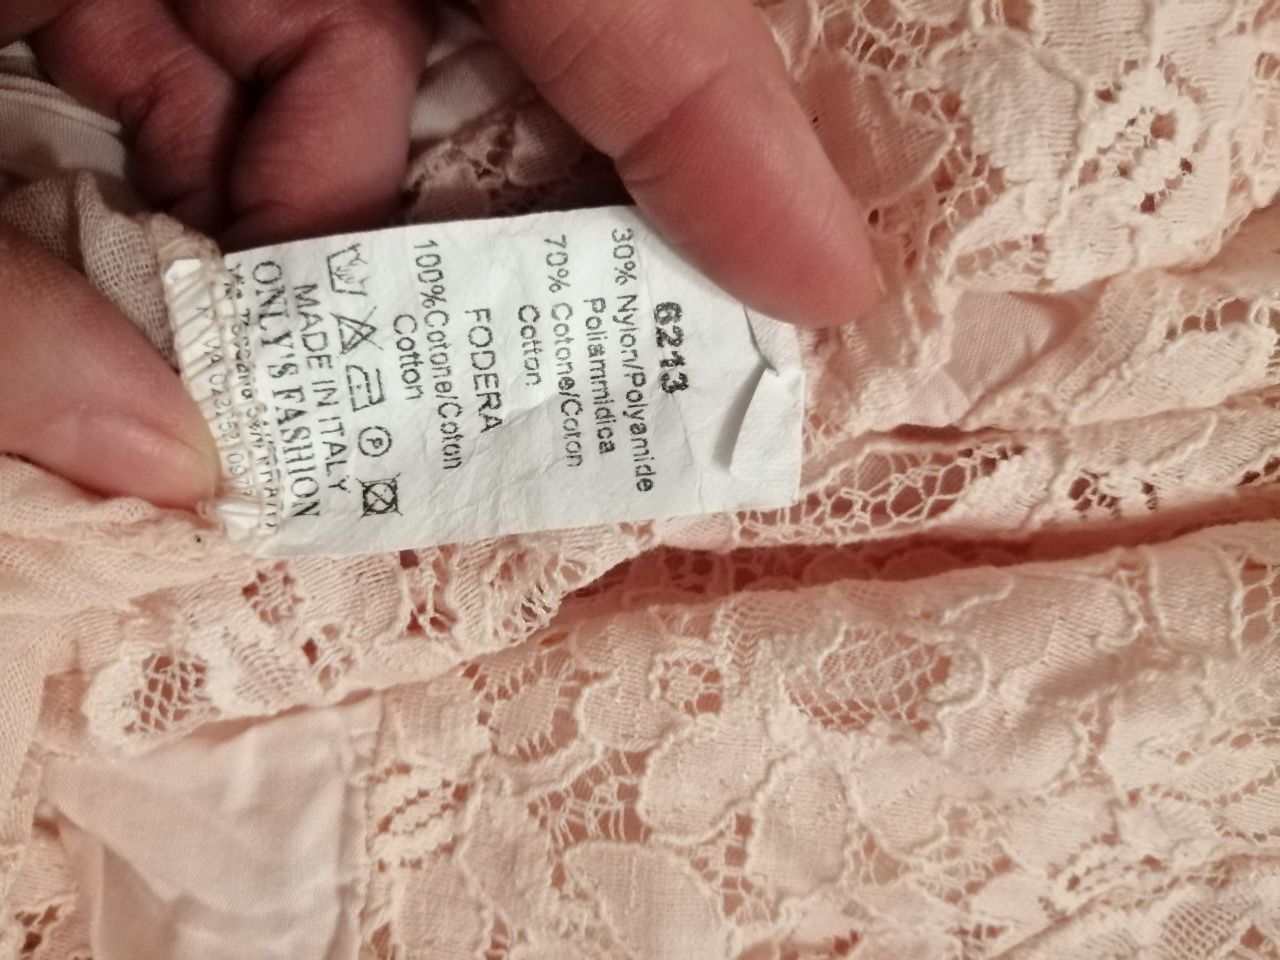 6213
30% Nylon/Polyamide
Poliammidica
70% Cotone/Coton
Cotton
FODERA
100%Cotone/Coton
Cotton
P
MADE IN ITALY
ONLY'S FASHION